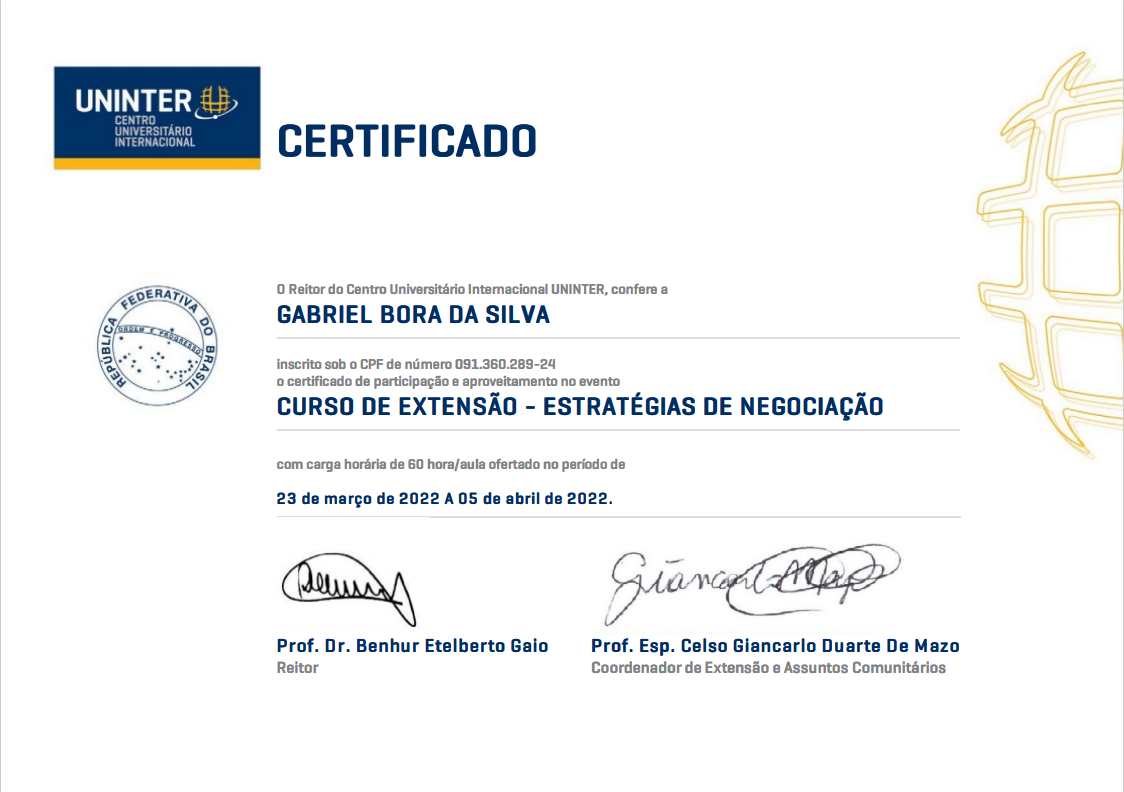 UNINTER
CENTRO
UNIVERSITÁRIO
INTERNACIONAL
CERTIFICADO
O Reitor do Centro Universitário Internacional UNINTER, confere a
GABRIEL BORA DA SILVA
REPÚBLICA FEDERATIVA DO BRASIL
ORDEM E PROGRESSO
inscrito sob o CPF de número 091.360.289-24
o certificado de participação e aproveitamento no evento
CURSO DE EXTENSÃO - ESTRATÉGIAS DE NEGOCIAÇÃO
com carga horária de 60 hora/aula ofertado no período de
23 de março de 2022 A 05 de abril de 2022.
Prof. Dr. Benhur Etelberto Gaio
Reitor
Prof. Esp. Celso Giancarlo Duarte De Mazo
Coordenador de Extensão e Assuntos Comunitários